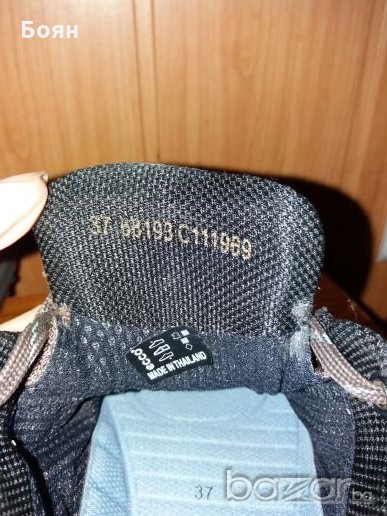 Боян
37 68193 C111969
ecco
MADE IN THAILAND
37
bazar.bg